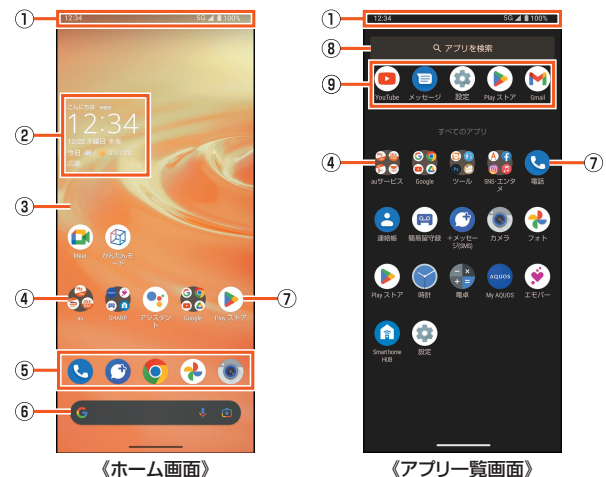 ①
12:34 5G 100%
②
こんにちは
12:34
12/22 水曜日
今日
③
Meet かんたんモード
④
au SHARP アシスタント Google Play ストア
⑦
⑤
⑥
《ホーム画面》
①
12:34 5G 100%
⑧
アプリを検索
⑨
YouTube メッセージ 設定 Play ストア Gmail
すべてのアプリ
④
auサービス Google ツール SNS･エンタメ 電話
⑦
連絡帳 簡易留守録 +メッセージ(SMS) カメラ フォト
Play ストア 時計 電卓 My AQUOS エモパー
AQUOS
Smart home HUB 設定
《アプリ一覧画面》